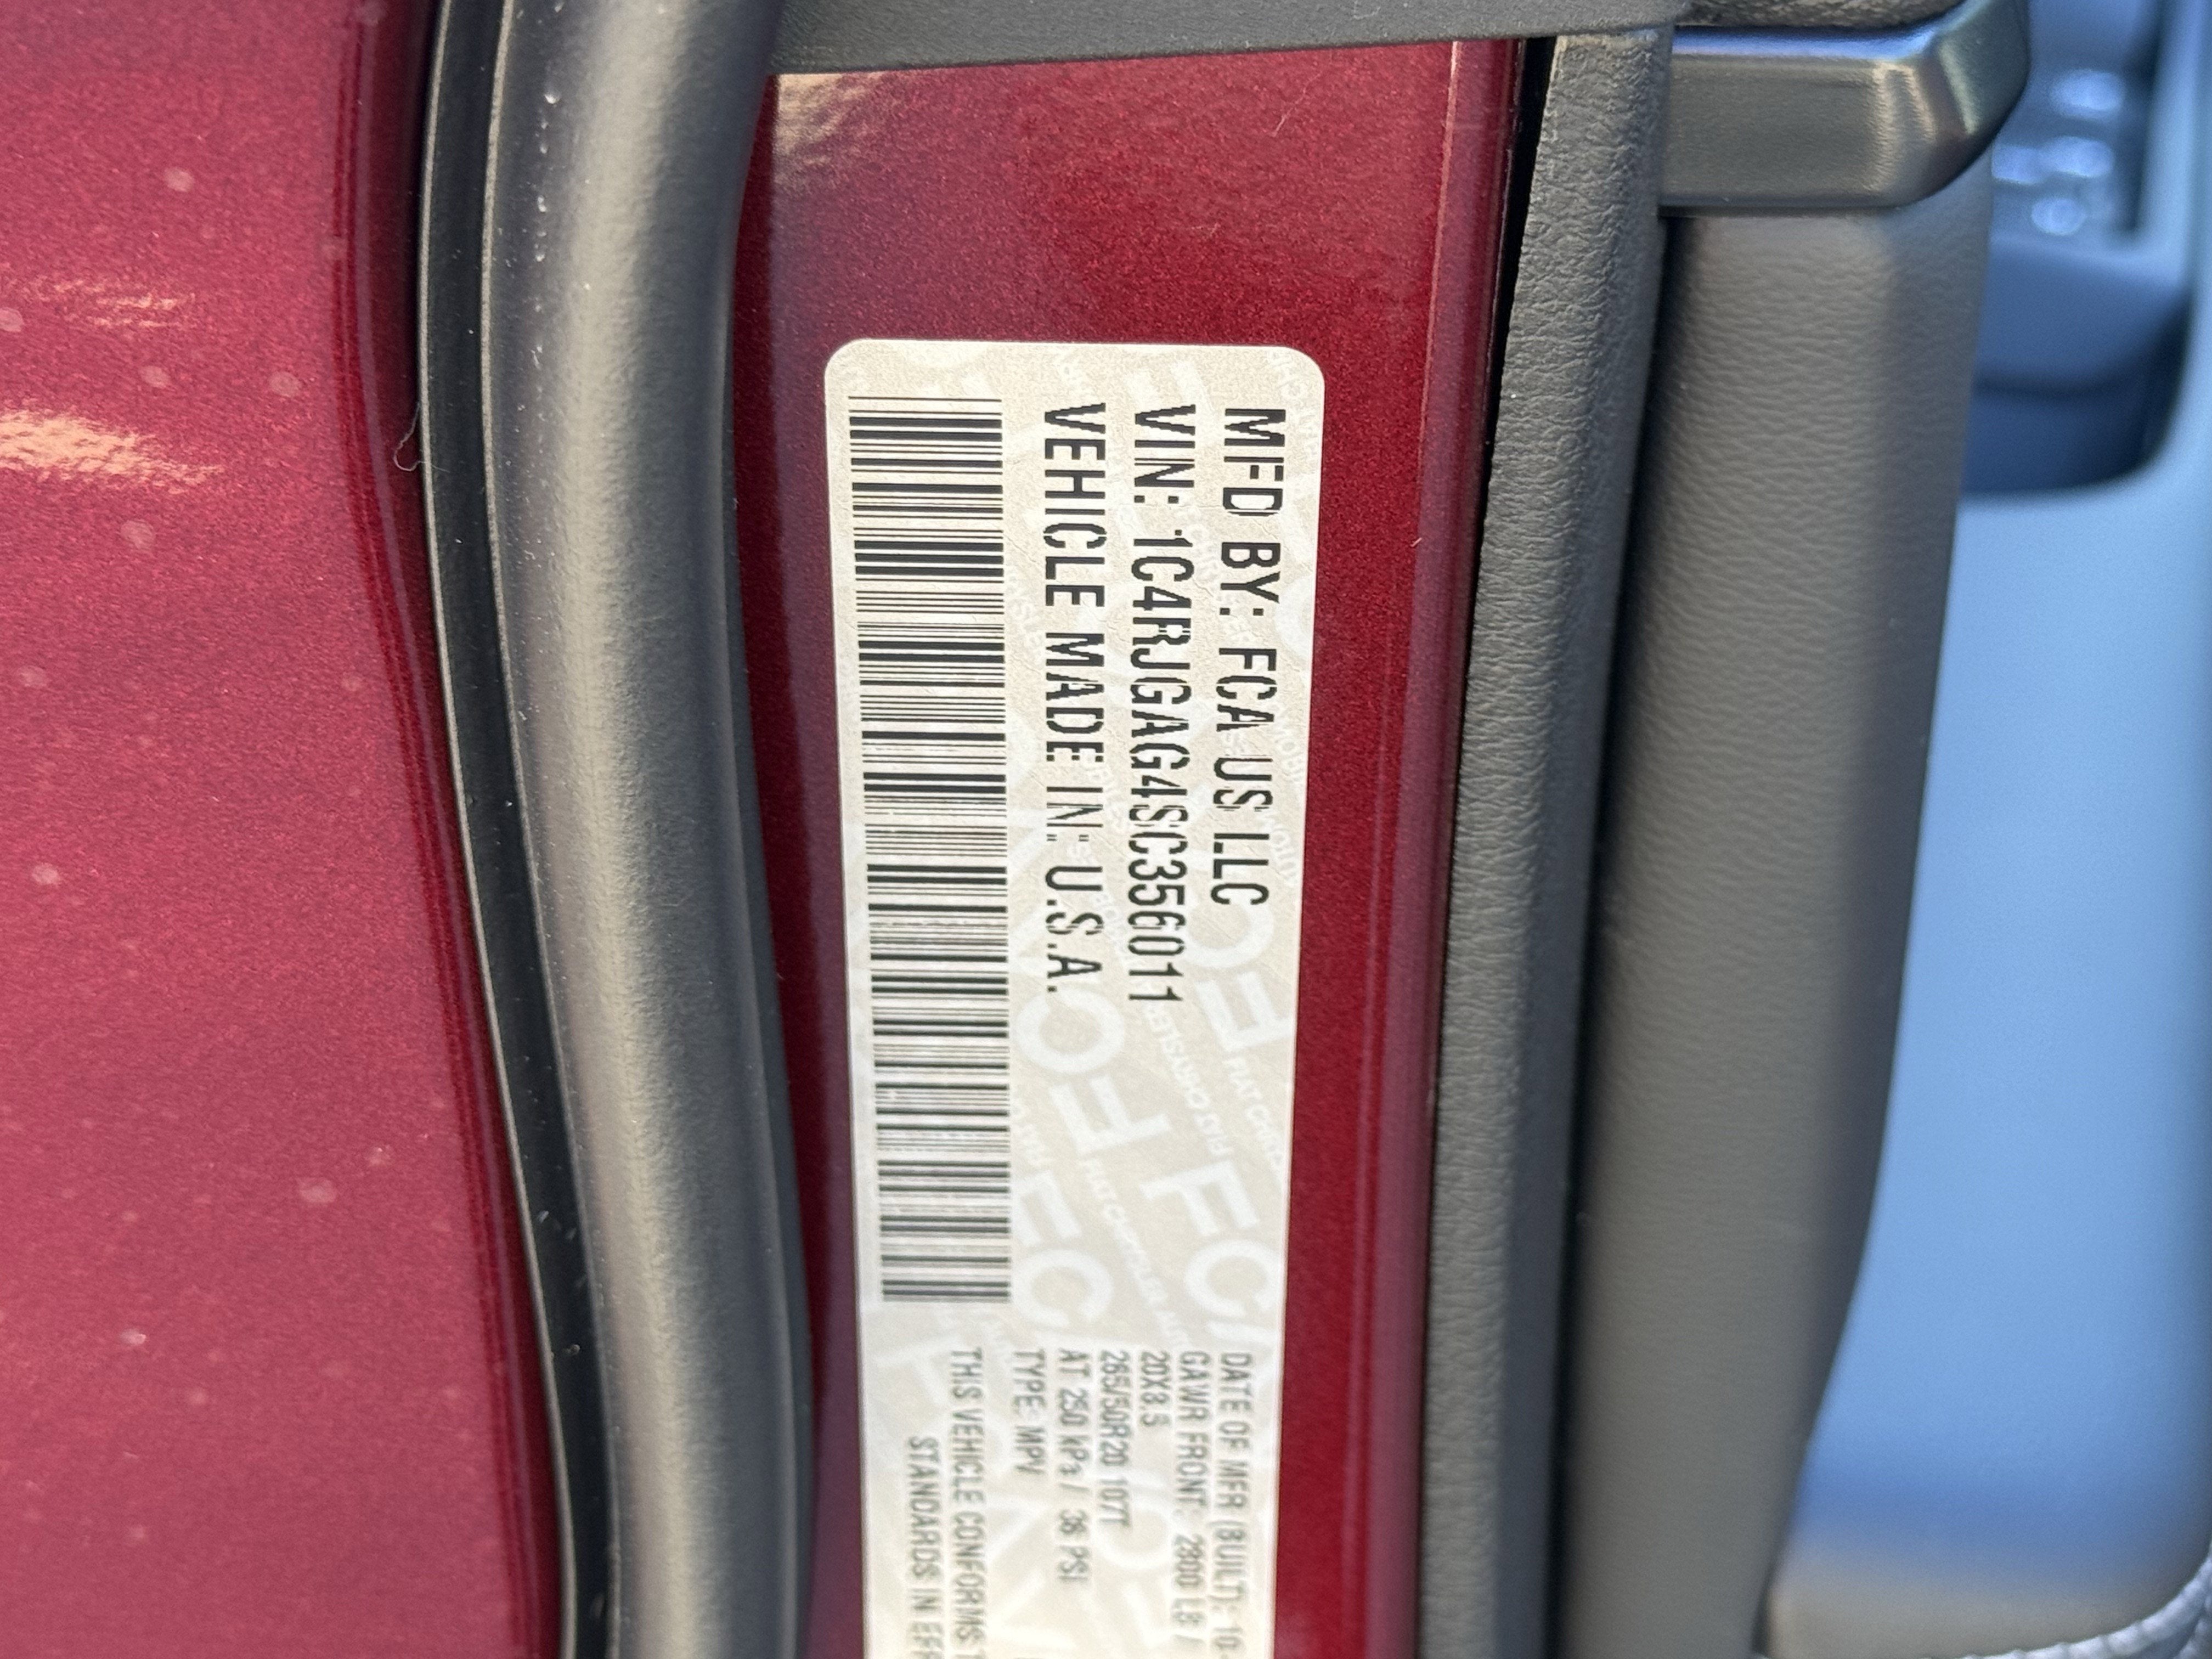 MFD BY: FCA US LLC
VIN: 1C4RJGAG4SC356011
VEHICLE MADE IN: U.S.A.
DATE OF MFR (BUILT): 10-
GAWR FRONT: 2800 LB /
20X8.5
265/50R20 107T
AT 250 kPa / 36 PSI
TYPE: MPV
THIS VEHICLE CONFORMS
STANDARDS IN